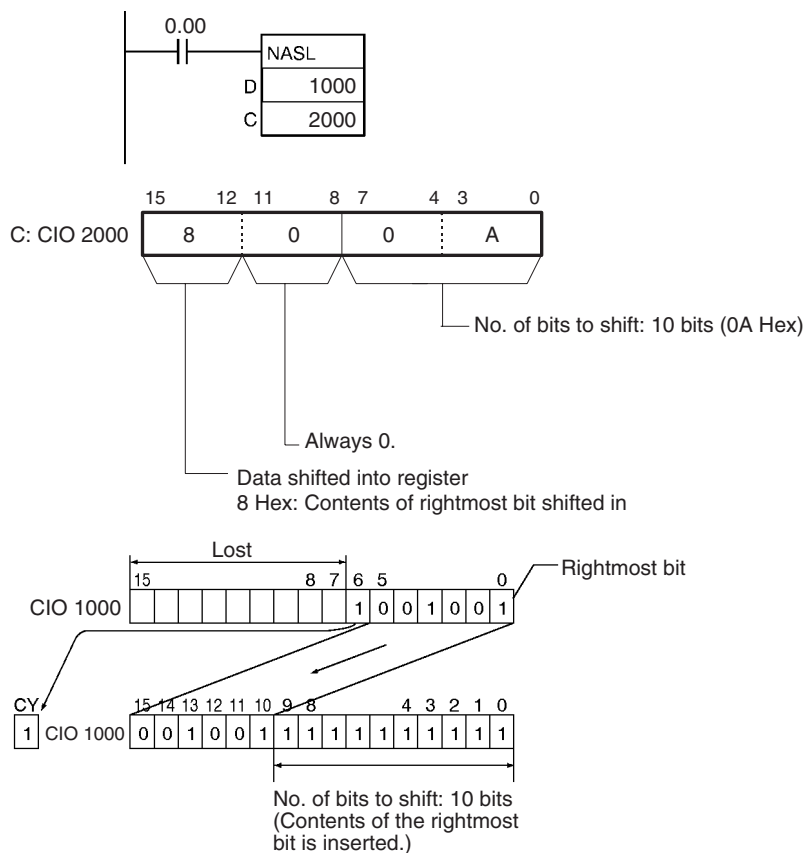 0.00
NASL
D 1000
C 2000
15 12 11 8 7 4 3 0
C: CIO 2000 8 0 0 A
No. of bits to shift: 10 bits (0A Hex)
Always 0.
Data shifted into register
8 Hex: Contents of rightmost bit shifted in
Lost
15 8 7 6 5 0
Rightmost bit
CIO 1000 1 0 0 1 0 0 1
CY 15 14 13 12 11 10 9 8 4 3 2 1 0
1 CIO 1000 0 0 1 0 0 1 1 1 1 1 1 1 1 1 1 1
No. of bits to shift: 10 bits
(Contents of the rightmost
bit is inserted.)